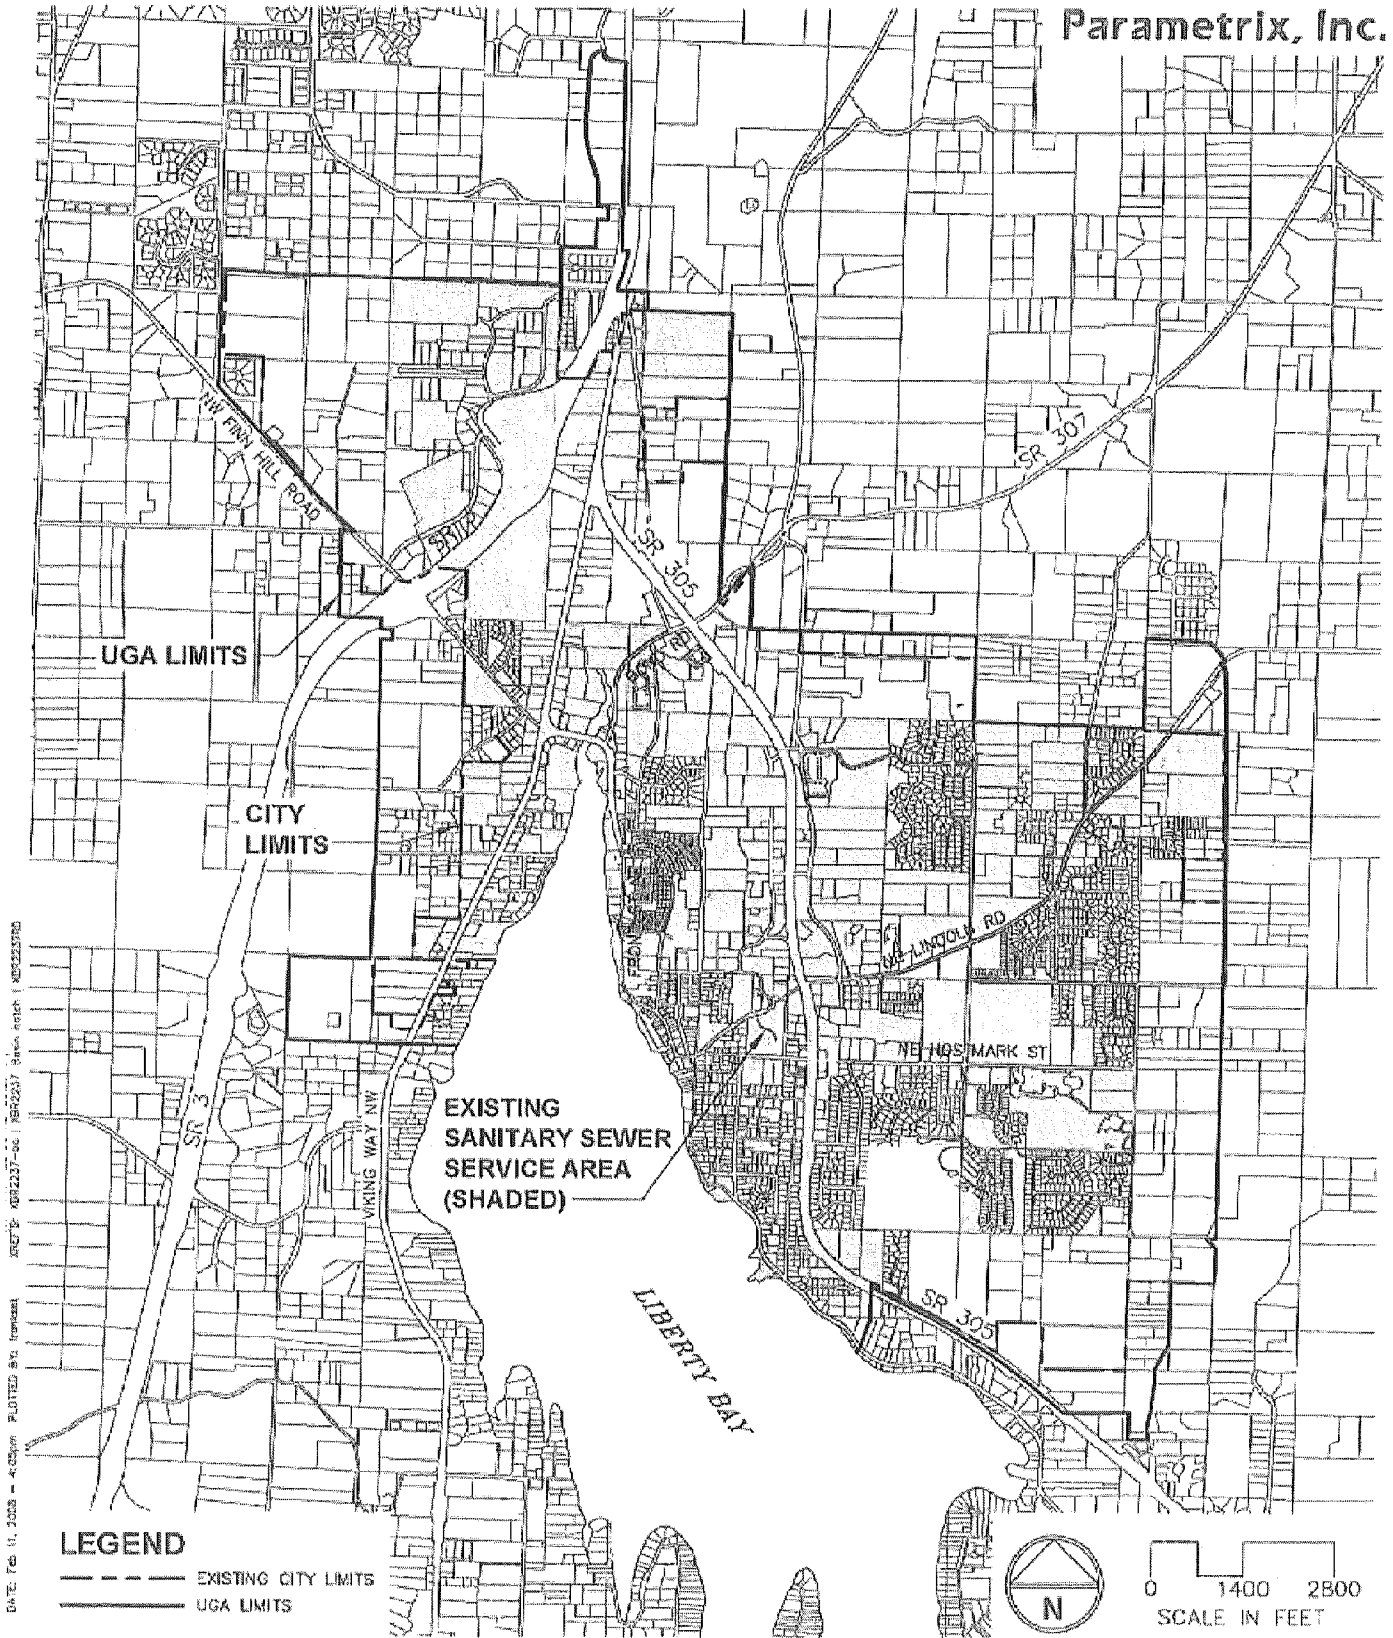 Parametrix, Inc.
NW FINN HILL ROAD
SR 307
SR 305
UGA LIMITS
CITY
LIMITS
RD
NE LINCOLN RD
NE HOSTMARK ST
SR 3
VIKING WAY NW
EXISTING
SANITARY SEWER
SERVICE AREA
(SHADED)
LIBERTY BAY
SR 305
LEGEND
EXISTING CITY LIMITS
UGA LIMITS
N
0 1400 2800
SCALE IN FEET